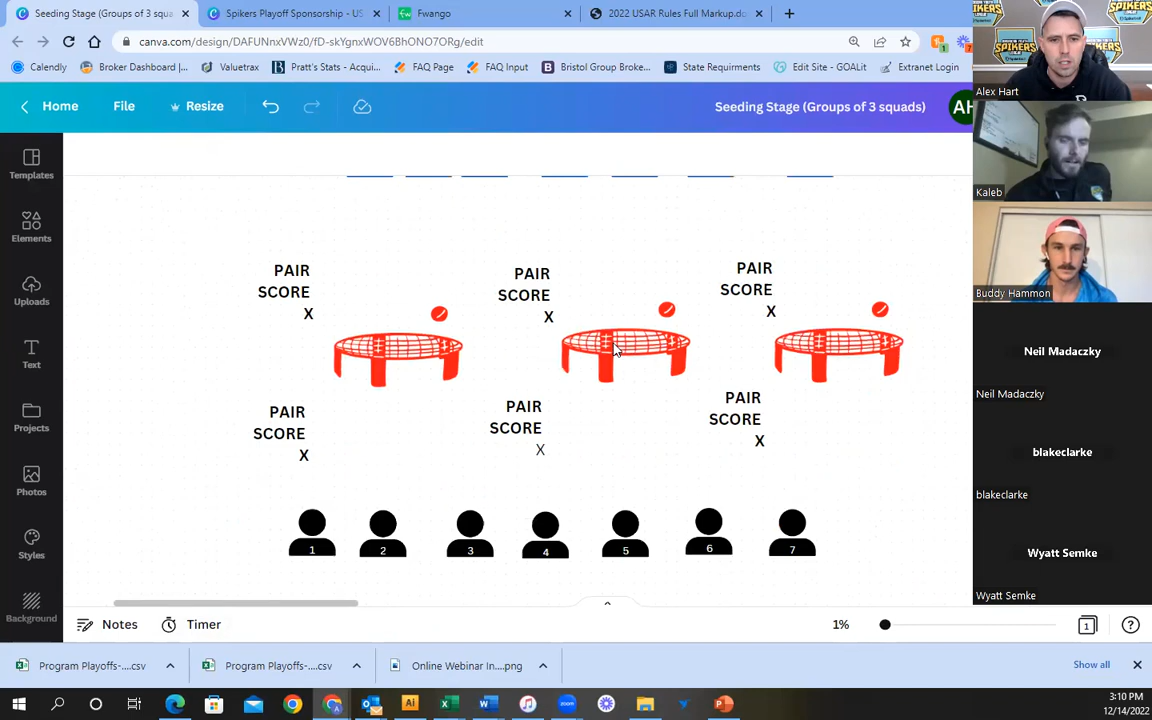 Seeding Stage (Groups of 3 squa
Spikers Playoff Sponsorship - US
Fwango
2022 USAR Rules Full Markup.do
canva.com/design/DAFUNnxVWz0/fD-skYgnxWOV6BhONO7ORg/edit
Calendly
Broker Dashboard |...
Valuetrax
Pratt's Stats - Acqui...
FAQ Page
FAQ Input
Bristol Group Broke...
State Requirments
Edit Site - GOALit
Extranet Login
Home
File
Resize
Seeding Stage (Groups of 3 squads)
AH
Templates
Elements
Uploads
Text
Projects
Photos
Styles
Background
PAIR
SCORE
X
PAIR
SCORE
X
PAIR
SCORE
X
PAIR
SCORE
X
PAIR
SCORE
X
PAIR
SCORE
X
1
2
3
4
5
6
7
Notes
Timer
1%
1
?
Alex Hart
Kaleb
Buddy Hammon
Neil Madaczky
Neil Madaczky
blakeclarke
blakeclarke
Wyatt Semke
Wyatt Semke
Program Playoffs-....csv
Program Playoffs-....csv
Online Webinar In....png
Show all
3:10 PM
12/14/2022